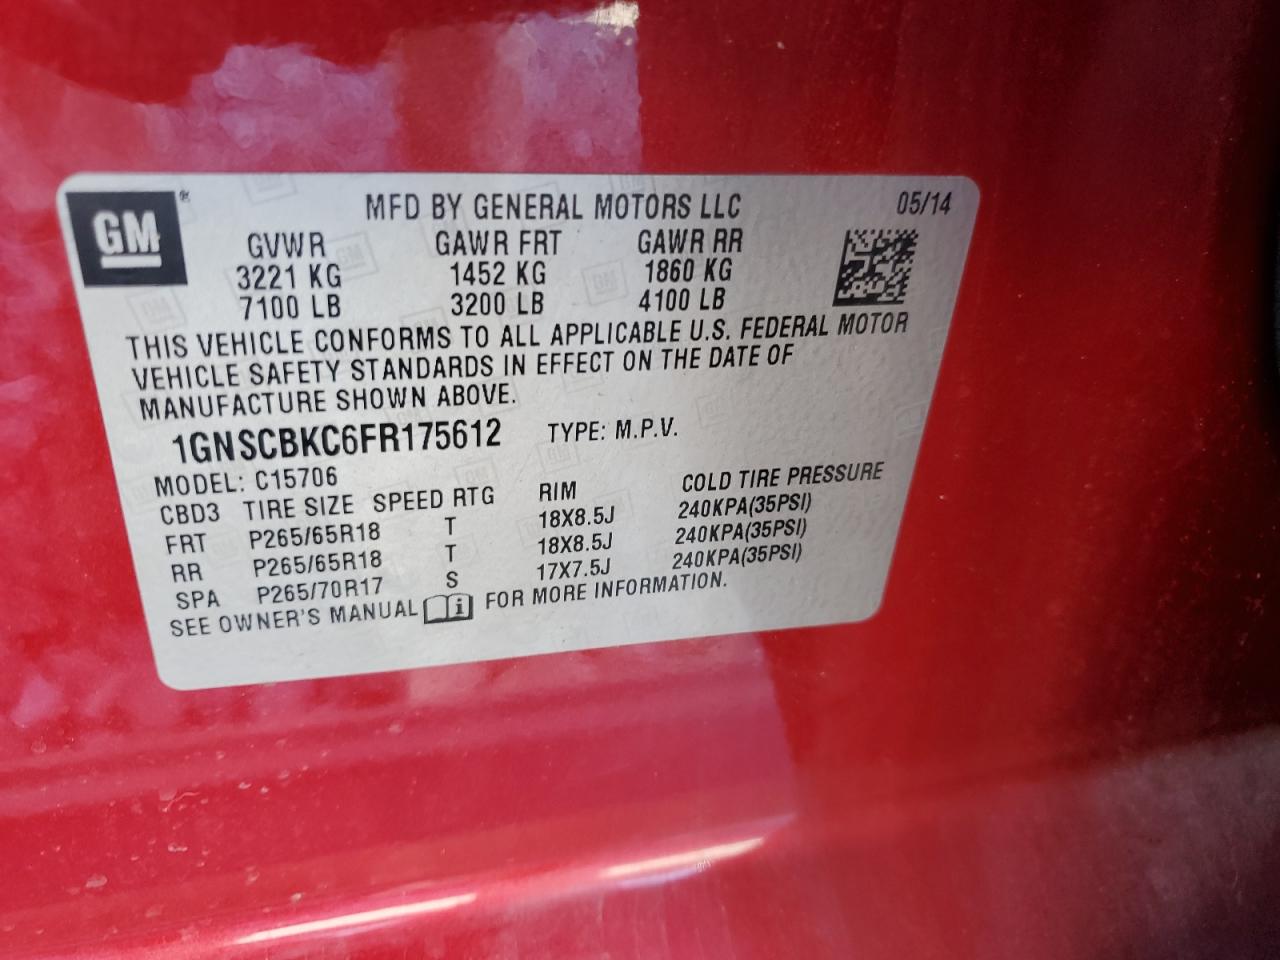 GM ®
MFD BY GENERAL MOTORS LLC 05/14
GVWR GAWR FRT GAWR RR
3221 KG 1452 KG 1860 KG
7100 LB 3200 LB 4100 LB
THIS VEHICLE CONFORMS TO ALL APPLICABLE U.S. FEDERAL MOTOR
VEHICLE SAFETY STANDARDS IN EFFECT ON THE DATE OF
MANUFACTURE SHOWN ABOVE.
1GNSCBKC6FR175612 TYPE: M.P.V.
MODEL: C15706
CBD3 TIRE SIZE SPEED RTG RIM COLD TIRE PRESSURE
FRT P265/65R18 T 18X8.5J 240KPA(35PSI)
RR P265/65R18 T 18X8.5J 240KPA(35PSI)
SPA P265/70R17 S 17X7.5J 240KPA(35PSI)
SEE OWNER'S MANUAL i FOR MORE INFORMATION.